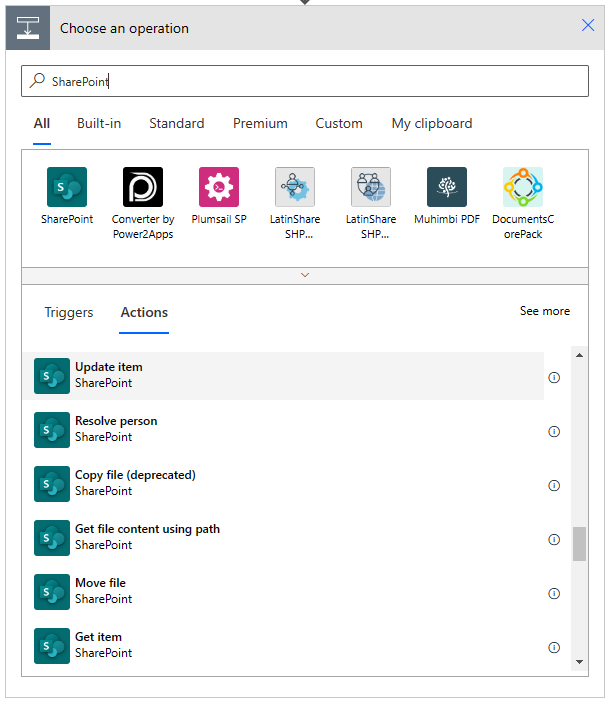 Choose an operation
SharePoint
All Built-in Standard Premium Custom My clipboard
SharePoint Converter by Plumsail SP LatinShare LatinShare Muhimbi PDF DocumentsC
Power2Apps SHP... SHP... orePack
Triggers Actions See more
Update item
SharePoint
Resolve person
SharePoint
Copy file (deprecated)
SharePoint
Get file content using path
SharePoint
Move file
SharePoint
Get item
SharePoint